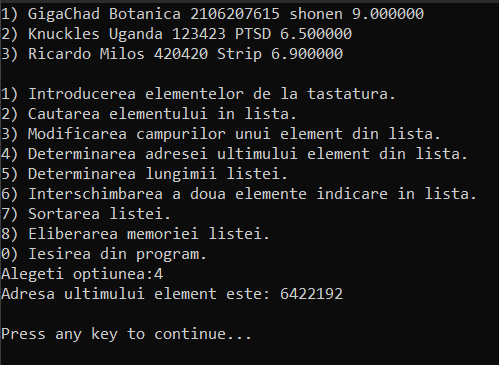 1) GigaChad Botanica 2106207615 shonen 9.000000
2) Knuckles Uganda 123423 PTSD 6.500000
3) Ricardo Milos 420420 Strip 6.900000
1) Introducerea elementelor de la tastatura.
2) Cautarea elementului in lista.
3) Modificarea campurilor unui element din lista.
4) Determinarea adresei ultimului element din lista.
5) Determinarea lungimii listei.
6) Interschimbarea a doua elemente indicare in lista.
7) Sortarea listei.
8) Eliberarea memoriei listei.
0) Iesirea din program.
Alegeti optiunea:4
Adresa ultimului element este: 6422192
Press any key to continue...